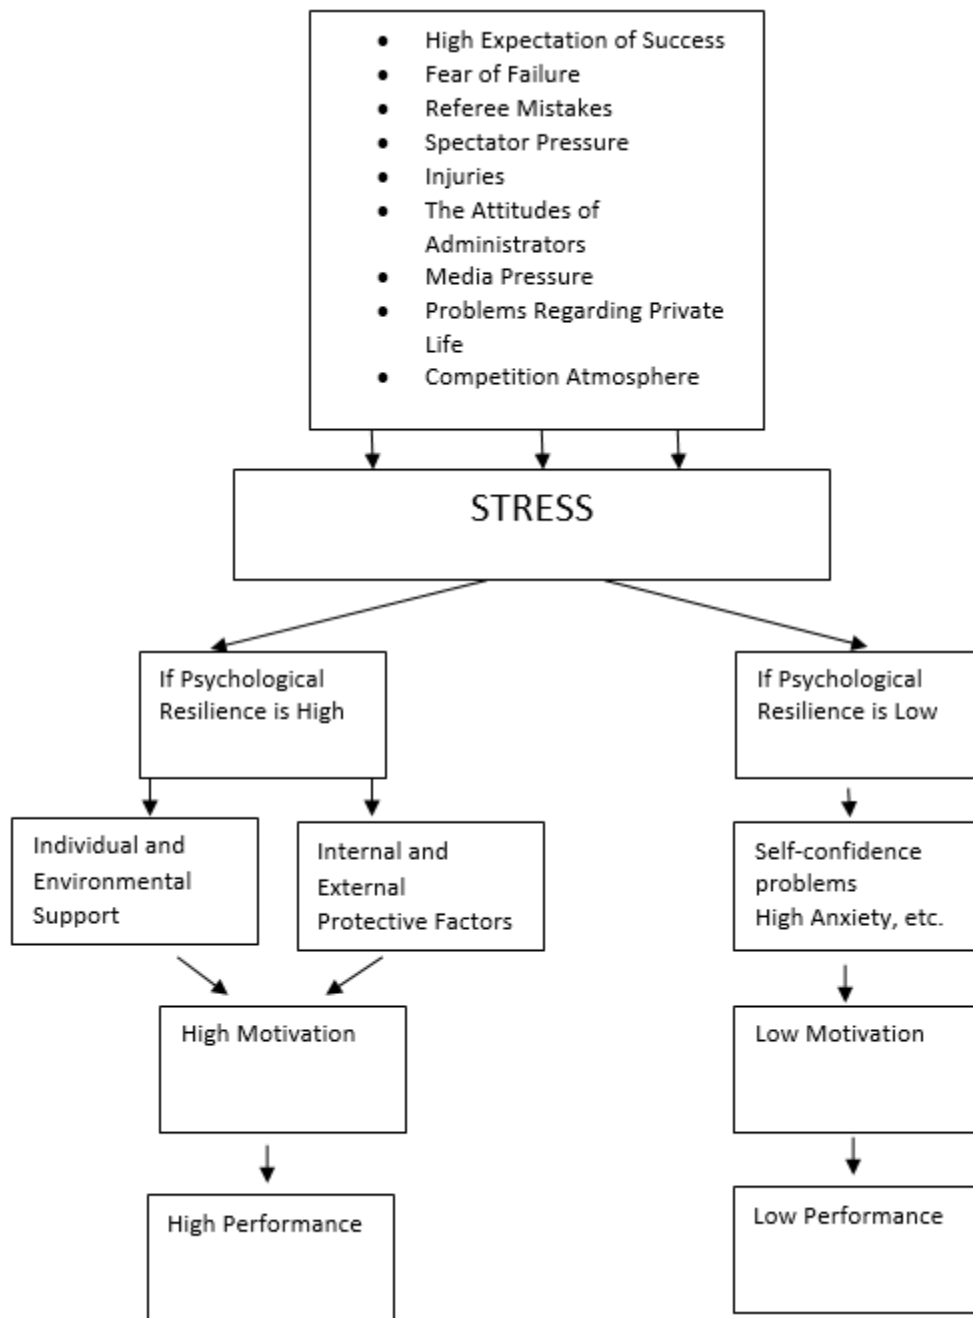 • High Expectation of Success
• Fear of Failure
• Referee Mistakes
• Spectator Pressure
• Injuries
• The Attitudes of
Administrators
• Media Pressure
• Problems Regarding Private
Life
• Competition Atmosphere
STRESS
If Psychological
Resilience is High
If Psychological
Resilience is Low
Individual and
Environmental
Support
Internal and
External
Protective Factors
Self-confidence
problems
High Anxiety, etc.
High Motivation
Low Motivation
High Performance
Low Performance